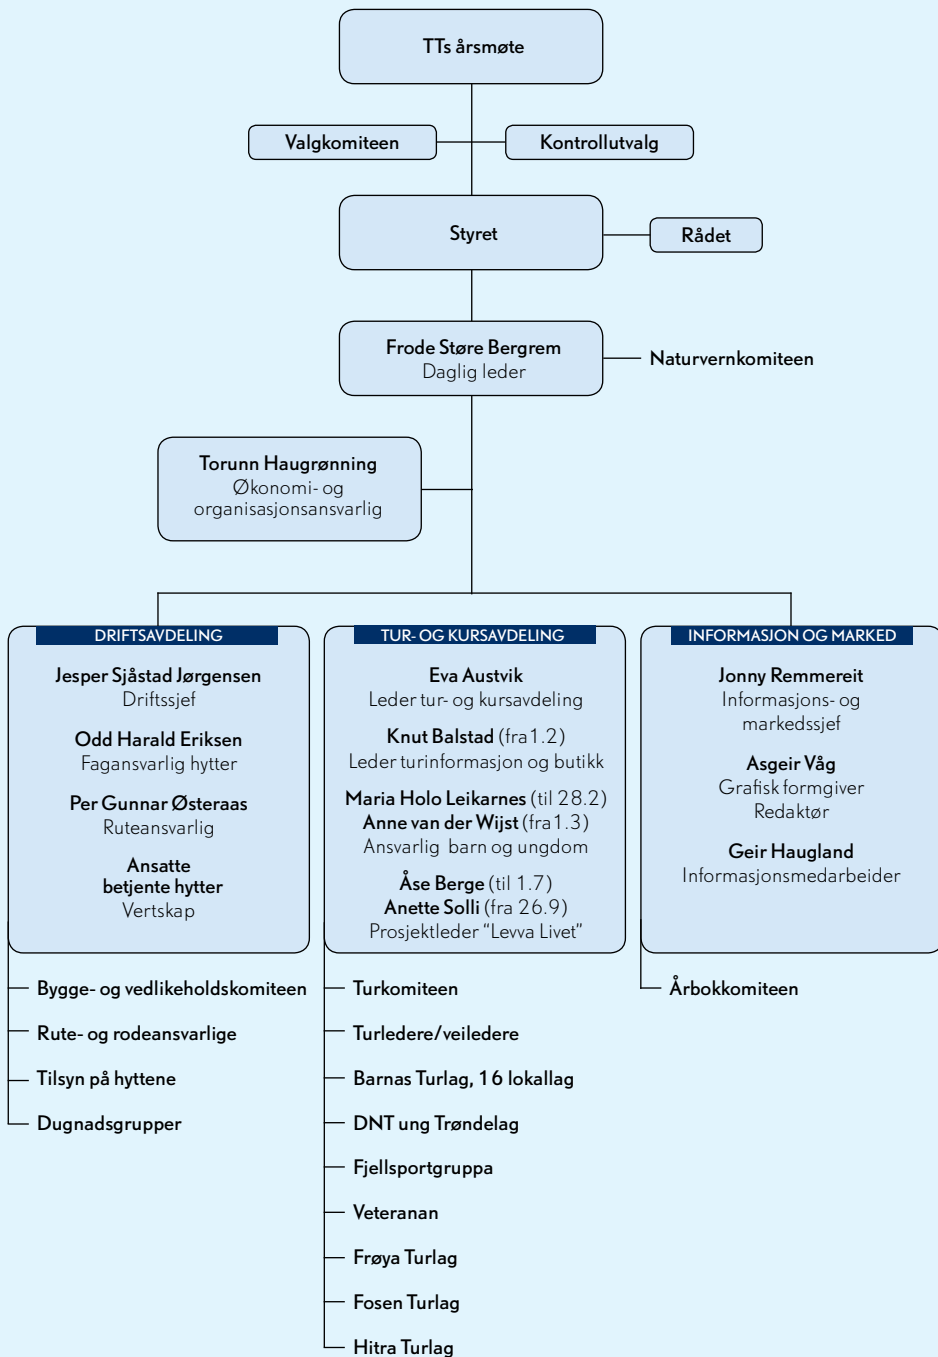 TTs årsmøte
Valgkomiteen
Kontrollutvalg
Styret
Rådet
Frode Støre Bergrem
Daglig leder
Naturvernkomiteen
Torunn Haugrønning
Økonomi- og
organisasjonsansvarlig
DRIFTSAVDELING
Jesper Sjåstad Jørgensen
Driftssjef
Odd Harald Eriksen
Fagansvarlig hytter
Per Gunnar Østeraas
Ruteansvarlig
Ansatte
betjente hytter
Vertskap
Bygge- og vedlikeholdskomiteen
Rute- og rodeansvarlige
Tilsyn på hyttene
Dugnadsgrupper
TUR- OG KURSAVDELING
Eva Austvik
Leder tur- og kursavdeling
Knut Balstad (fra 1.2)
Leder turinformasjon og butikk
Maria Holo Leikarnes (til 28.2)
Anne van der Wijst (fra 1.3)
Ansvarlig barn og ungdom
Åse Berge (til 1.7)
Anette Solli (fra 26.9)
Prosjektleder “Levva Livet”
Turkomiteen
Turledere/veiledere
Barnas Turlag, 16 lokallag
DNT ung Trøndelag
Fjellsportgruppa
Veteranan
Frøya Turlag
Fosen Turlag
Hitra Turlag
INFORMASJON OG MARKED
Jonny Remmereit
Informasjons- og
markedssjef
Asgeir Våg
Grafisk formgiver
Redaktør
Geir Haugland
Informasjonsmedarbeider
Årbokkomiteen